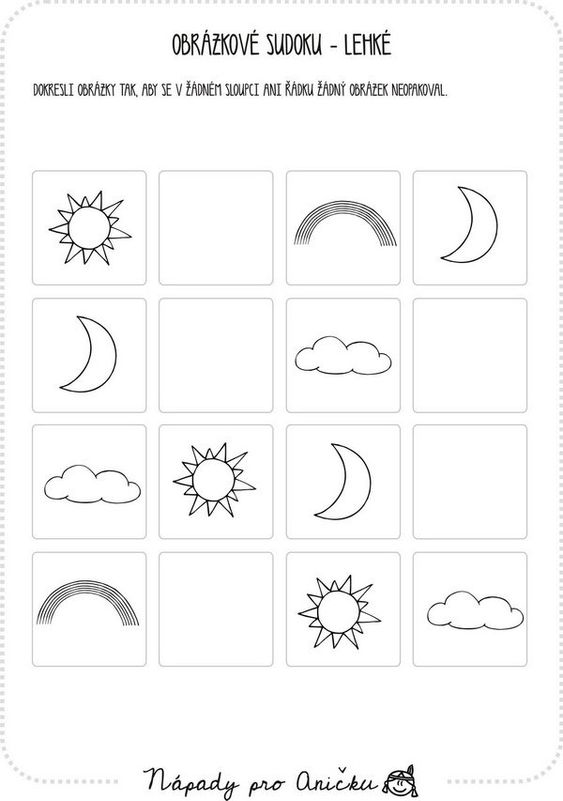 OBRÁZKOVÉ SUDOKU - LEHKÉ
DOKRESLI OBRÁZKY TAK, ABY SE V ŽÁDNÉM SLOUPCI ANI ŘÁDKU ŽÁDNÝ OBRÁZEK NEOPAKOVAL.
Nápady pro Aničku